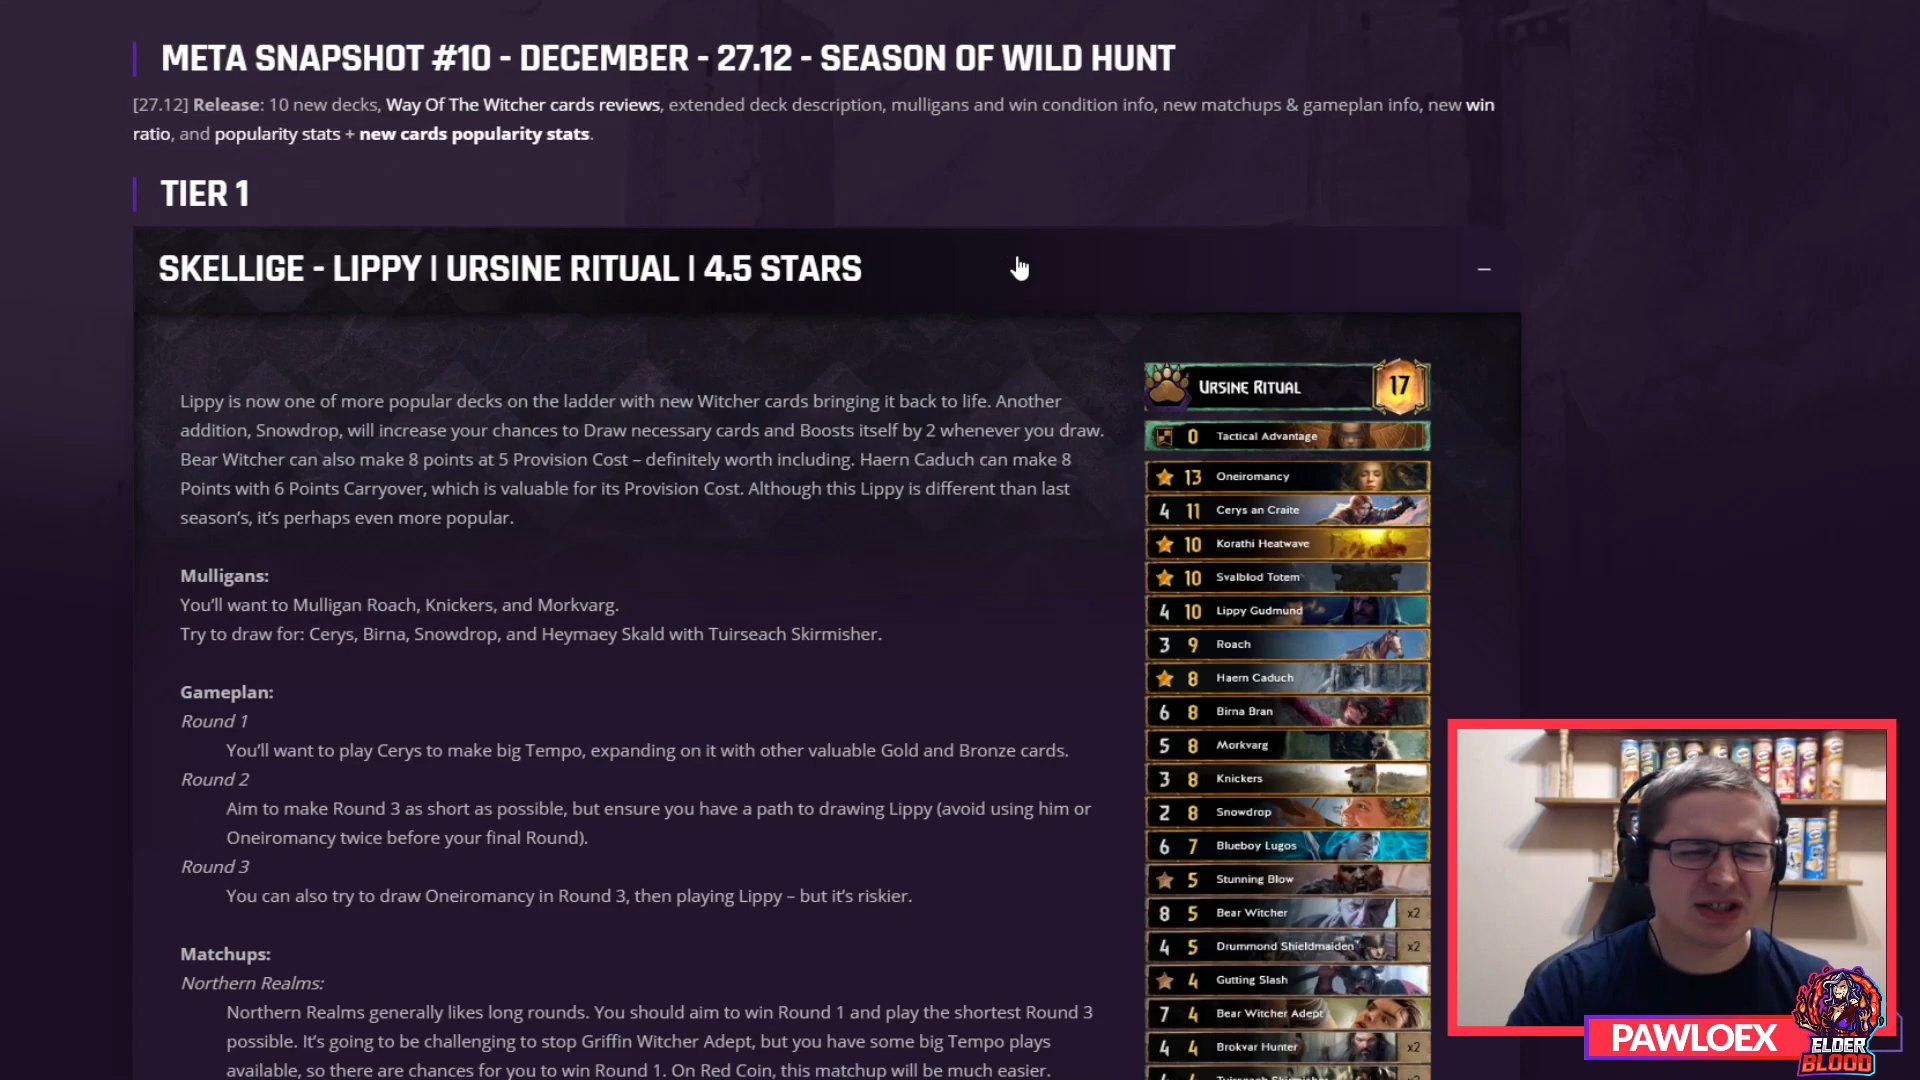 META SNAPSHOT #10 - DECEMBER - 27.12 - SEASON OF WILD HUNT
[27.12] Release: 10 new decks, Way Of The Witcher cards reviews, extended deck description, mulligans and win condition info, new matchups & gameplan info, new win
ratio, and popularity stats + new cards popularity stats.
TIER 1
SKELLIGE - LIPPY | URSINE RITUAL | 4.5 STARS
Lippy is now one of more popular decks on the ladder with new Witcher cards bringing it back to life. Another
addition, Snowdrop, will increase your chances to Draw necessary cards and Boosts itself by 2 whenever you draw.
Bear Witcher can also make 8 points at 5 Provision Cost – definitely worth including. Haern Caduch can make 8
Points with 6 Points Carryover, which is valuable for its Provision Cost. Although this Lippy is different than last
season's, it's perhaps even more popular.
Mulligans:
You'll want to Mulligan Roach, Knickers, and Morkvarg.
Try to draw for: Cerys, Birna, Snowdrop, and Heymaey Skald with Tuirseach Skirmisher.
Gameplan:
Round 1
You'll want to play Cerys to make big Tempo, expanding on it with other valuable Gold and Bronze cards.
Round 2
Aim to make Round 3 as short as possible, but ensure you have a path to drawing Lippy (avoid using him or
Oneiromancy twice before your final Round).
Round 3
You can also try to draw Oneiromancy in Round 3, then playing Lippy – but it's riskier.
Matchups:
Northern Realms:
Northern Realms generally likes long rounds. You should aim to win Round 1 and play the shortest Round 3
possible. It's going to be challenging to stop Griffin Witcher Adept, but you have some big Tempo plays
available, so there are chances for you to win Round 1. On Red Coin, this matchup will be much easier.
URSINE RITUAL 17
0 Tactical Advantage
13 Oneiromancy
4 11 Cerys an Craite
10 Korathi Heatwave
10 Svalblod Totem
4 10 Lippy Gudmund
3 9 Roach
8 Haern Caduch
6 8 Birna Bran
5 8 Morkvarg
3 8 Knickers
2 8 Snowdrop
6 7 Blueboy Lugos
5 Stunning Blow
8 5 Bear Witcher x2
4 5 Drummond Shieldmaiden x2
4 Gutting Slash
7 4 Bear Witcher Adept
4 4 Brokvar Hunter x2
PAWLOEX
ELDER
BLOOD